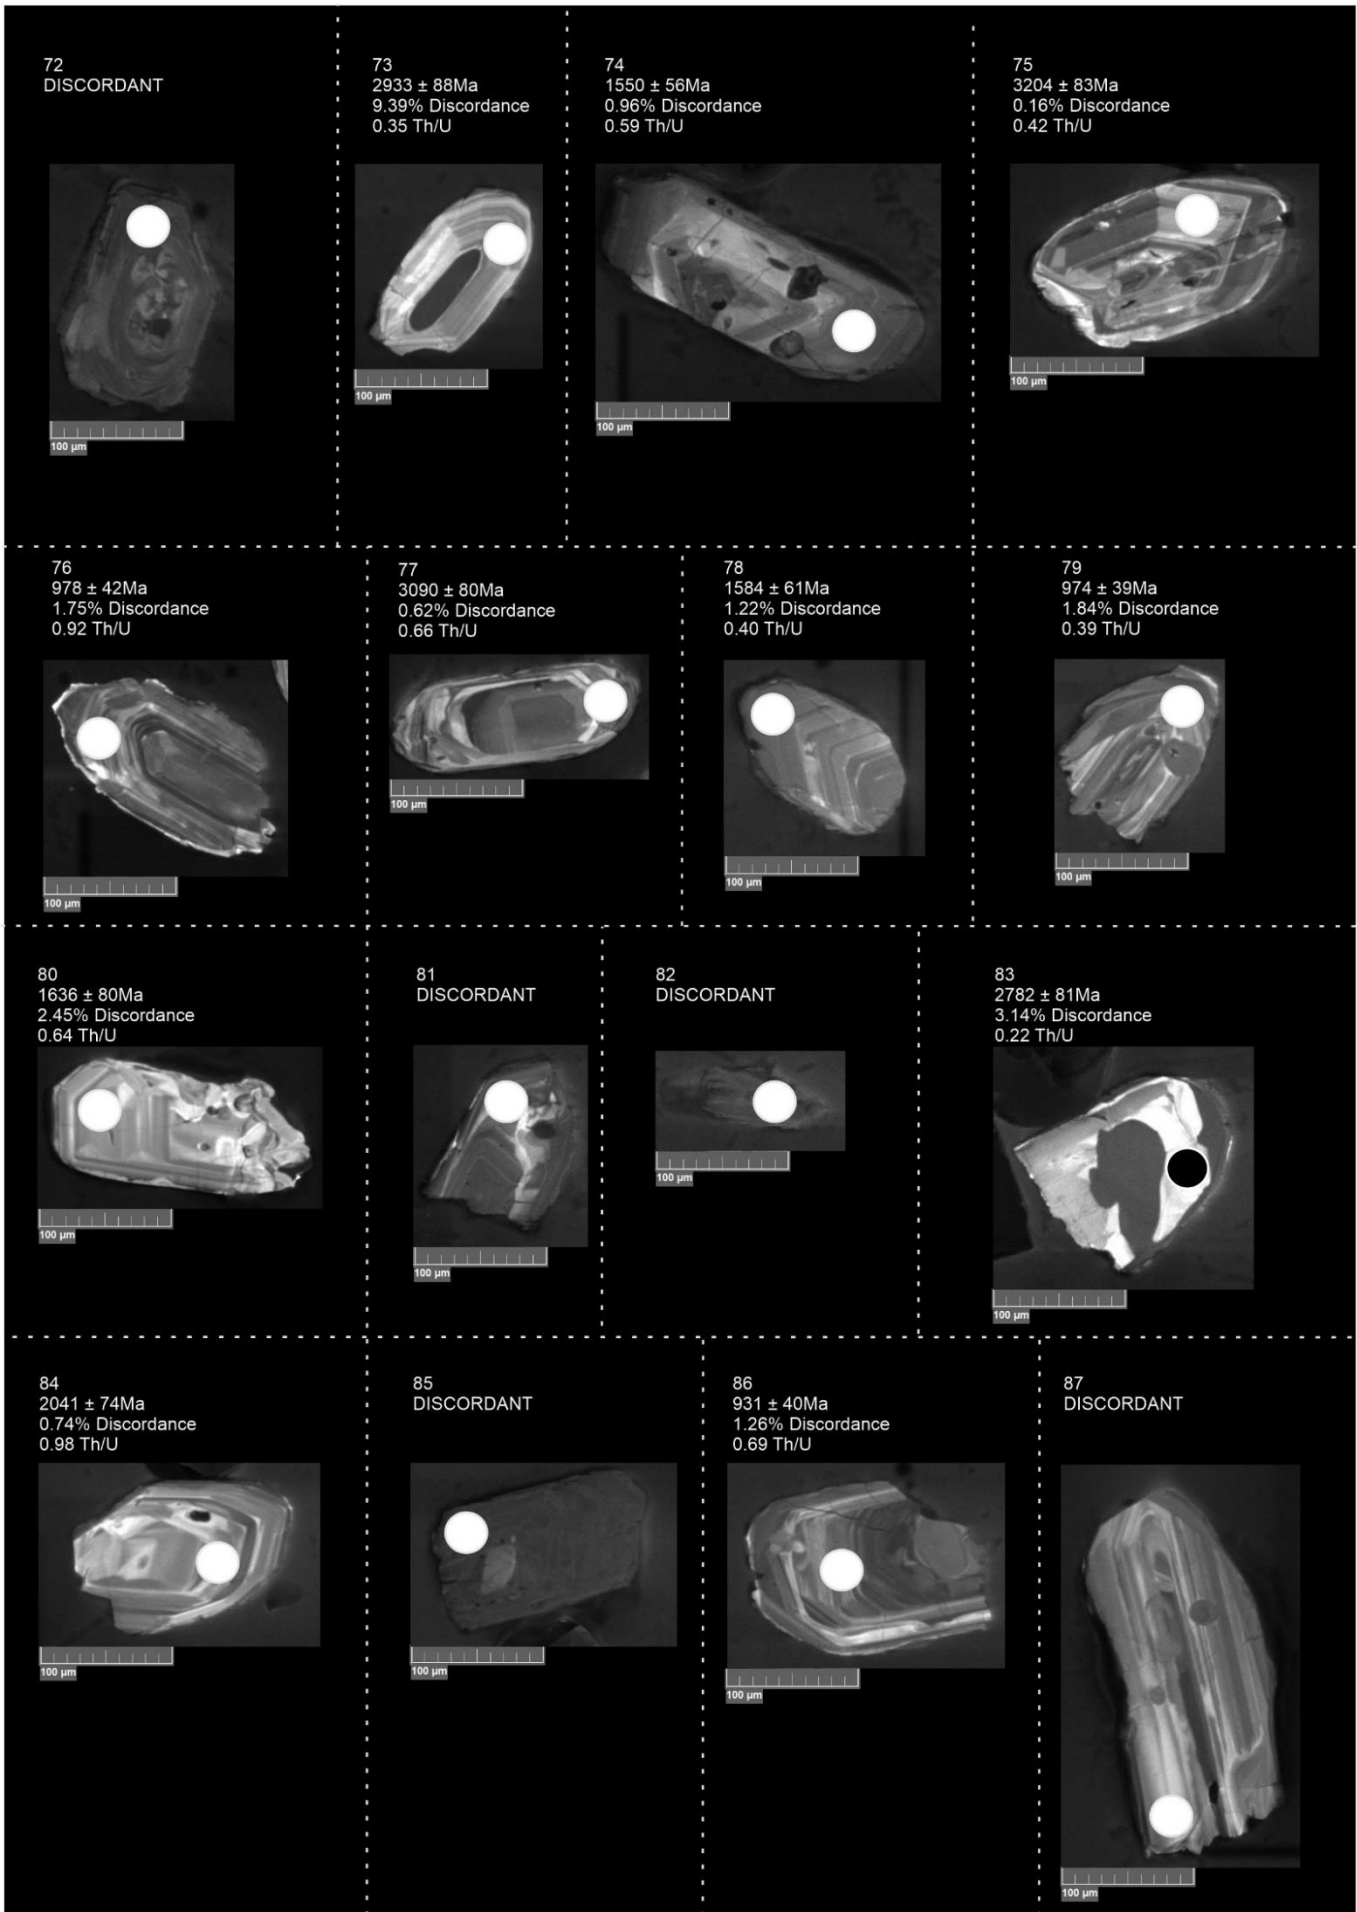 72
DISCORDANT
73
2933 ± 88Ma
9.39% Discordance
0.35 Th/U
74
1550 ± 56Ma
0.96% Discordance
0.59 Th/U
75
3204 ± 83Ma
0.16% Discordance
0.42 Th/U
100 µm
100 µm
100 µm
100 µm
76
978 ± 42Ma
1.75% Discordance
0.92 Th/U
77
3090 ± 80Ma
0.62% Discordance
0.66 Th/U
78
1584 ± 61Ma
1.22% Discordance
0.40 Th/U
79
974 ± 39Ma
1.84% Discordance
0.39 Th/U
100 µm
100 µm
100 µm
100 µm
80
1636 ± 80Ma
2.45% Discordance
0.64 Th/U
81
DISCORDANT
82
DISCORDANT
83
2782 ± 81Ma
3.14% Discordance
0.22 Th/U
100 µm
100 µm
100 µm
100 µm
84
2041 ± 74Ma
0.74% Discordance
0.98 Th/U
85
DISCORDANT
86
931 ± 40Ma
1.26% Discordance
0.69 Th/U
87
DISCORDANT
100 µm
100 µm
100 µm
100 µm